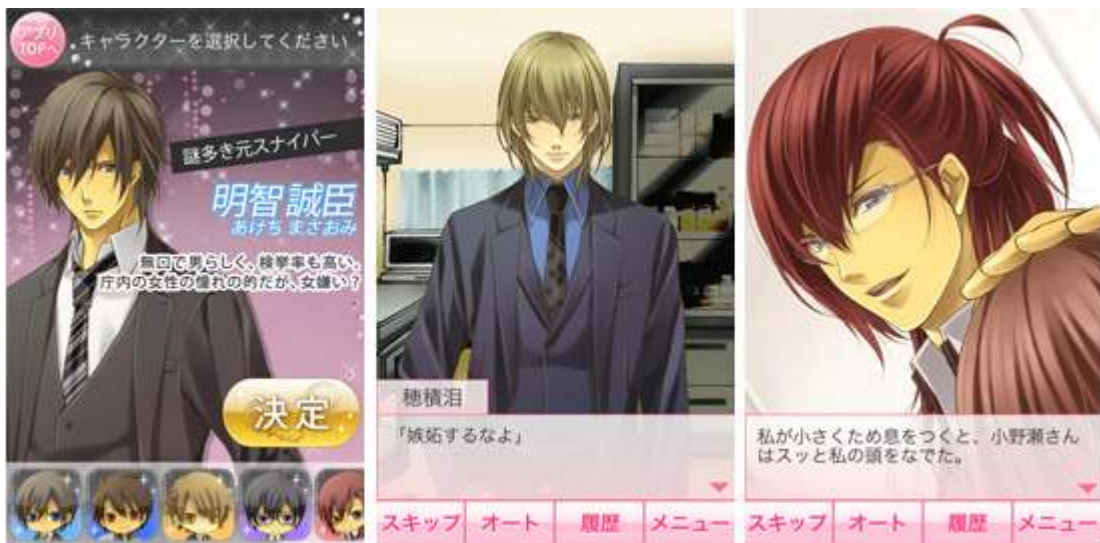 アプリ
TOPへ
キャラクターを選択してください
謎多き元スナイパー
明智 誠臣
あけち まさおみ
無口で男らしく、検挙率も高い。
庁内の女性の憧れの的だが、女嫌い？
決定
穂積泪
「嫉妬するなよ」
スキップ
オート
履歴
メニュー
私が小さくため息をつくと、小野瀬さん
はスッと私の頭をなでた。
スキップ
オート
履歴
メニュー